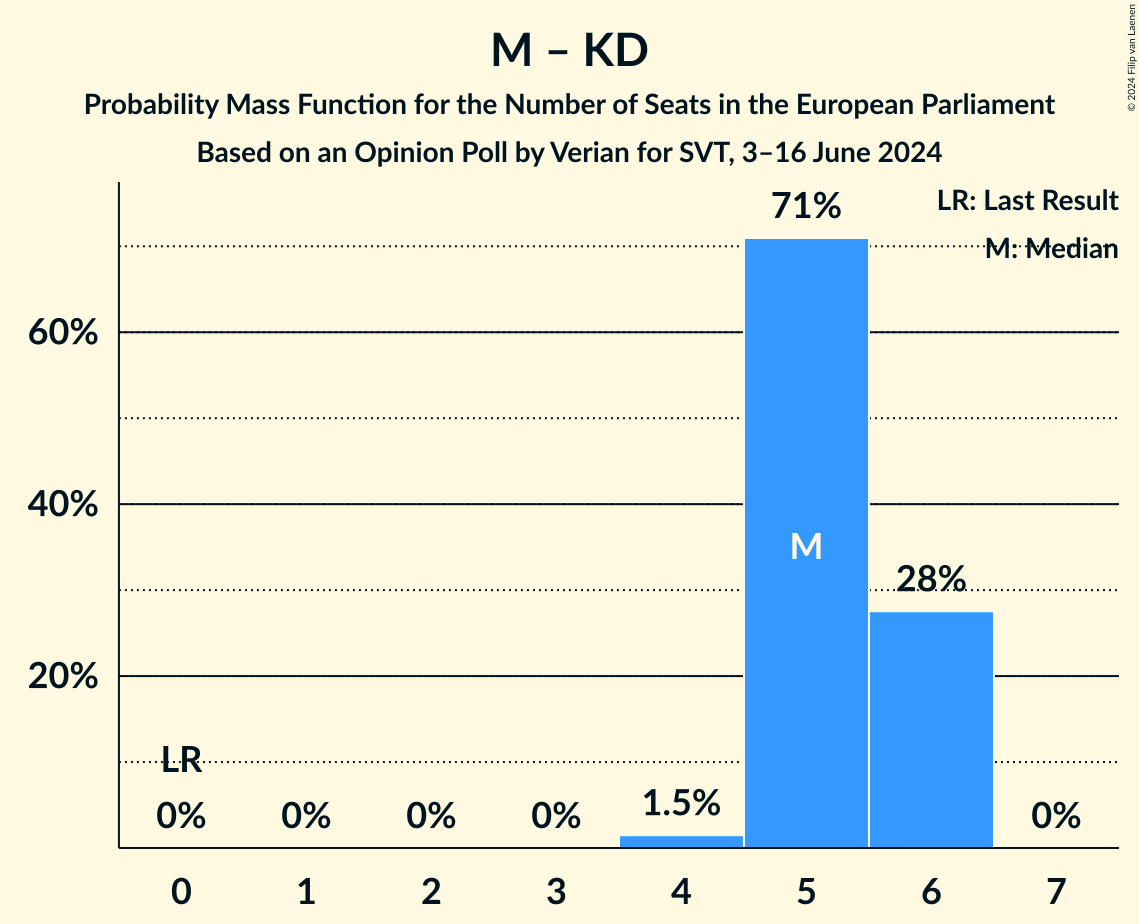 M – KD
Probability Mass Function for the Number of Seats in the European Parliament
Based on an Opinion Poll by Verian for SVT, 3–16 June 2024
© 2024 Filip van Laenen
LR: Last Result
M: Median
71%
60%
40%
M
28%
20%
LR
0% 0% 0% 0% 1.5% 0%
0 1 2 3 4 5 6 7